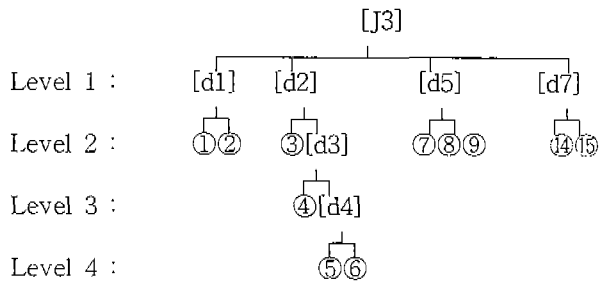 [J3]
Level 1 : [d1] [d2] [d5] [d7]
Level 2 : ①② ③[d3] ⑦⑧⑨ ⑭⑮
Level 3 : ④[d4]
Level 4 : ⑤⑥